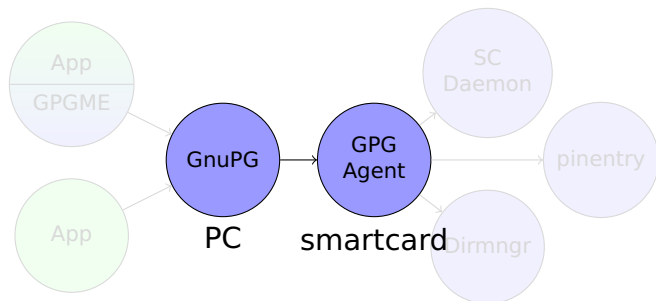 App
GPGME
App
GnuPG
PC
GPG
Agent
smartcard
SC
Daemon
pinentry
Dirmngr